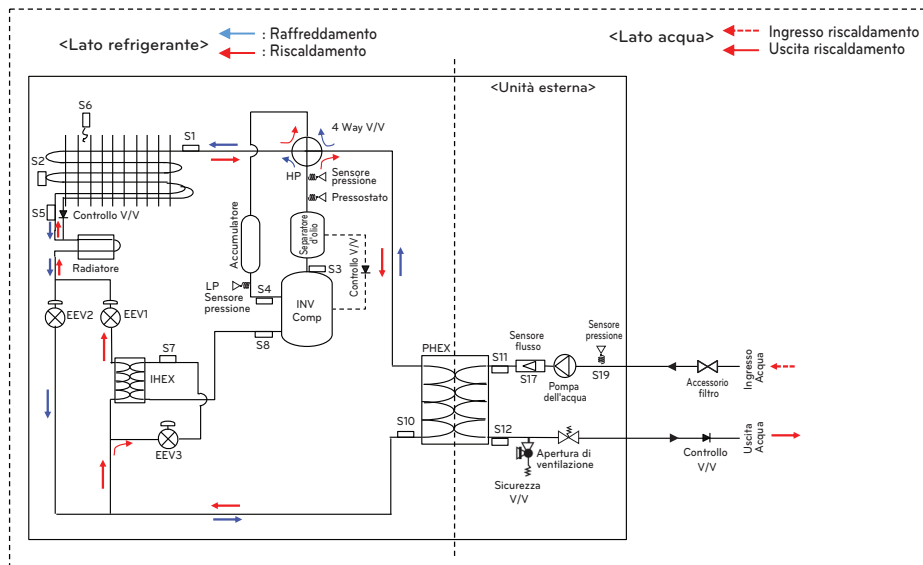 <Lato refrigerante>
: Raffreddamento
: Riscaldamento
<Lato acqua>
Ingresso riscaldamento
Uscita riscaldamento
<Unità esterna>
S6
S1
4 Way V/V
S2
HP
Sensore
pressione
Pressostato
S5
Controllo V/V
Radiatore
Accumulatore
Separatore
d'olio
Controllo V/V
S3
LP
Sensore
pressione
S4
INV
Comp
EEV2
EEV1
S8
S7
IHEX
EEV3
PHEX
S10
S11
Sensore
flusso
S17
Pompa
dell'acqua
Sensore
pressione
S19
Accessorio
filtro
Ingresso
Acqua
S12
Apertura di
ventilazione
Sicurezza
V/V
Controllo
V/V
Uscita
Acqua